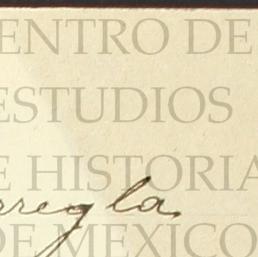 ENTRO DE
ESTUDIOS
E HISTORIA
rregla
DE MEXICO